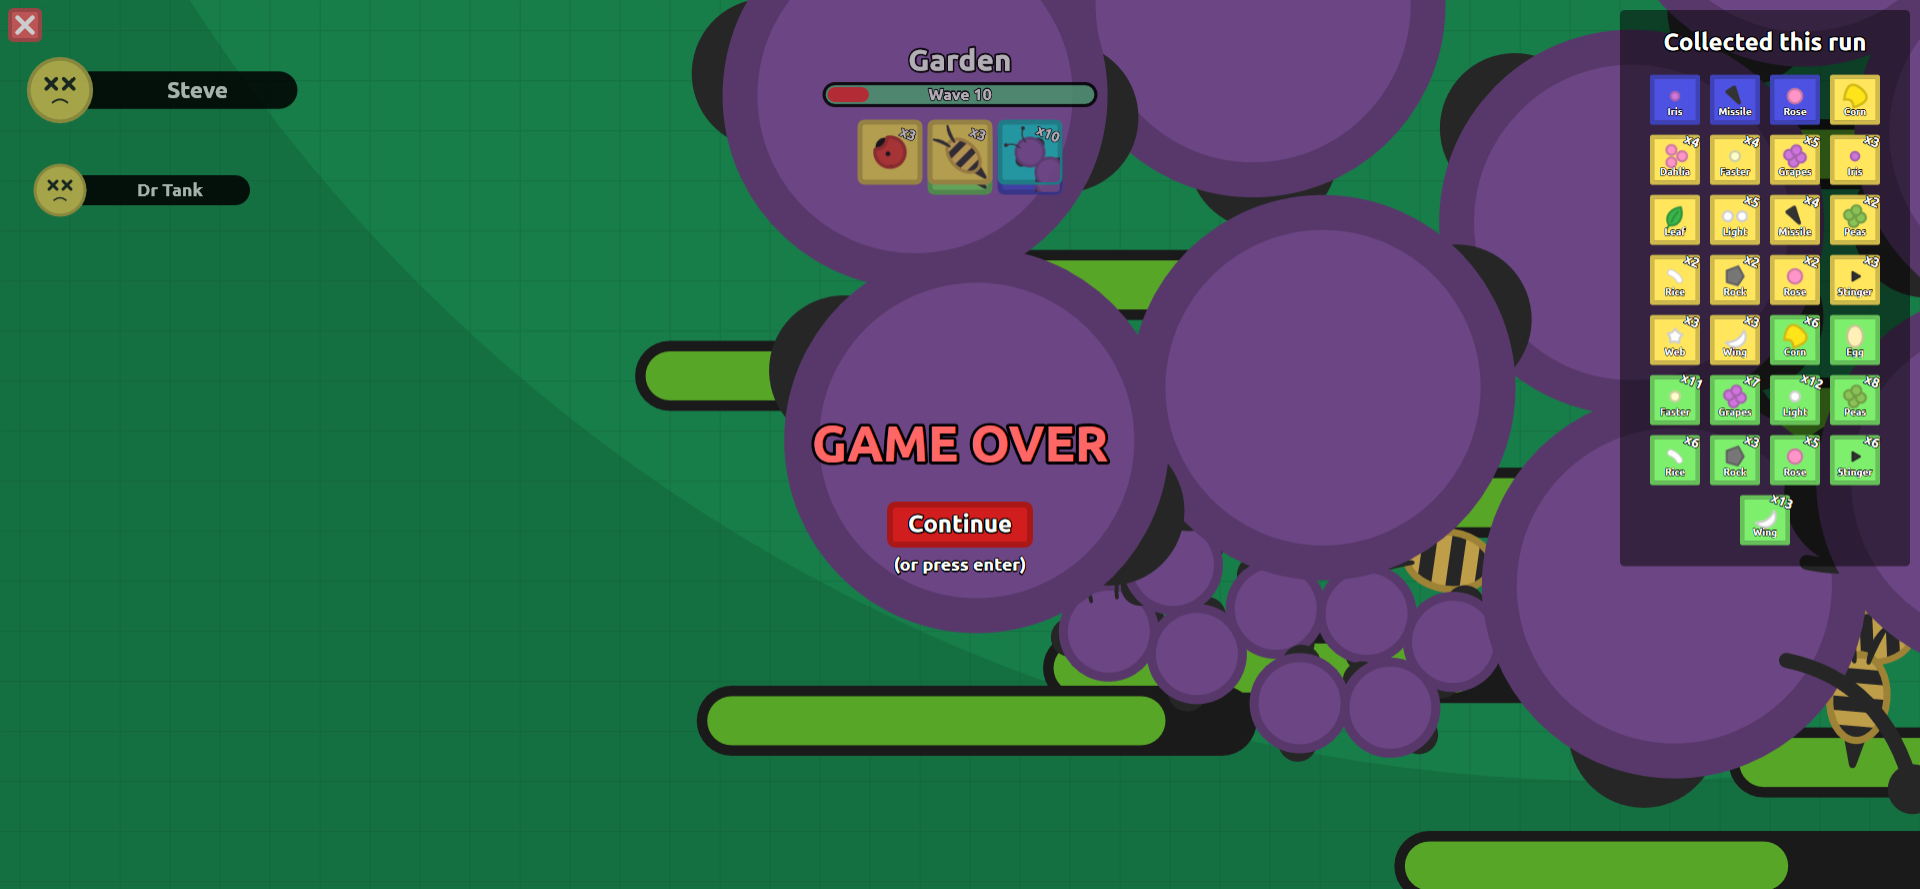 Steve
Dr Tank
Garden
Wave 10
x3
x3
x10
GAME OVER
Continue
(or press enter)
Collected this run
Iris Missile Rose Corn
x4 x4 x5 x3
Dahlia Faster Grapes Iris
x5 x4 x2
Leaf Light Missile Peas
x2 x2 x2 x3
Rice Rock Rose Stinger
x3 x3 x6
Web Wing Corn Egg
x11 x7 x12 x8
Faster Grapes Light Peas
x6 x3 x5 x6
Rice Rock Rose Stinger
x13
Wing